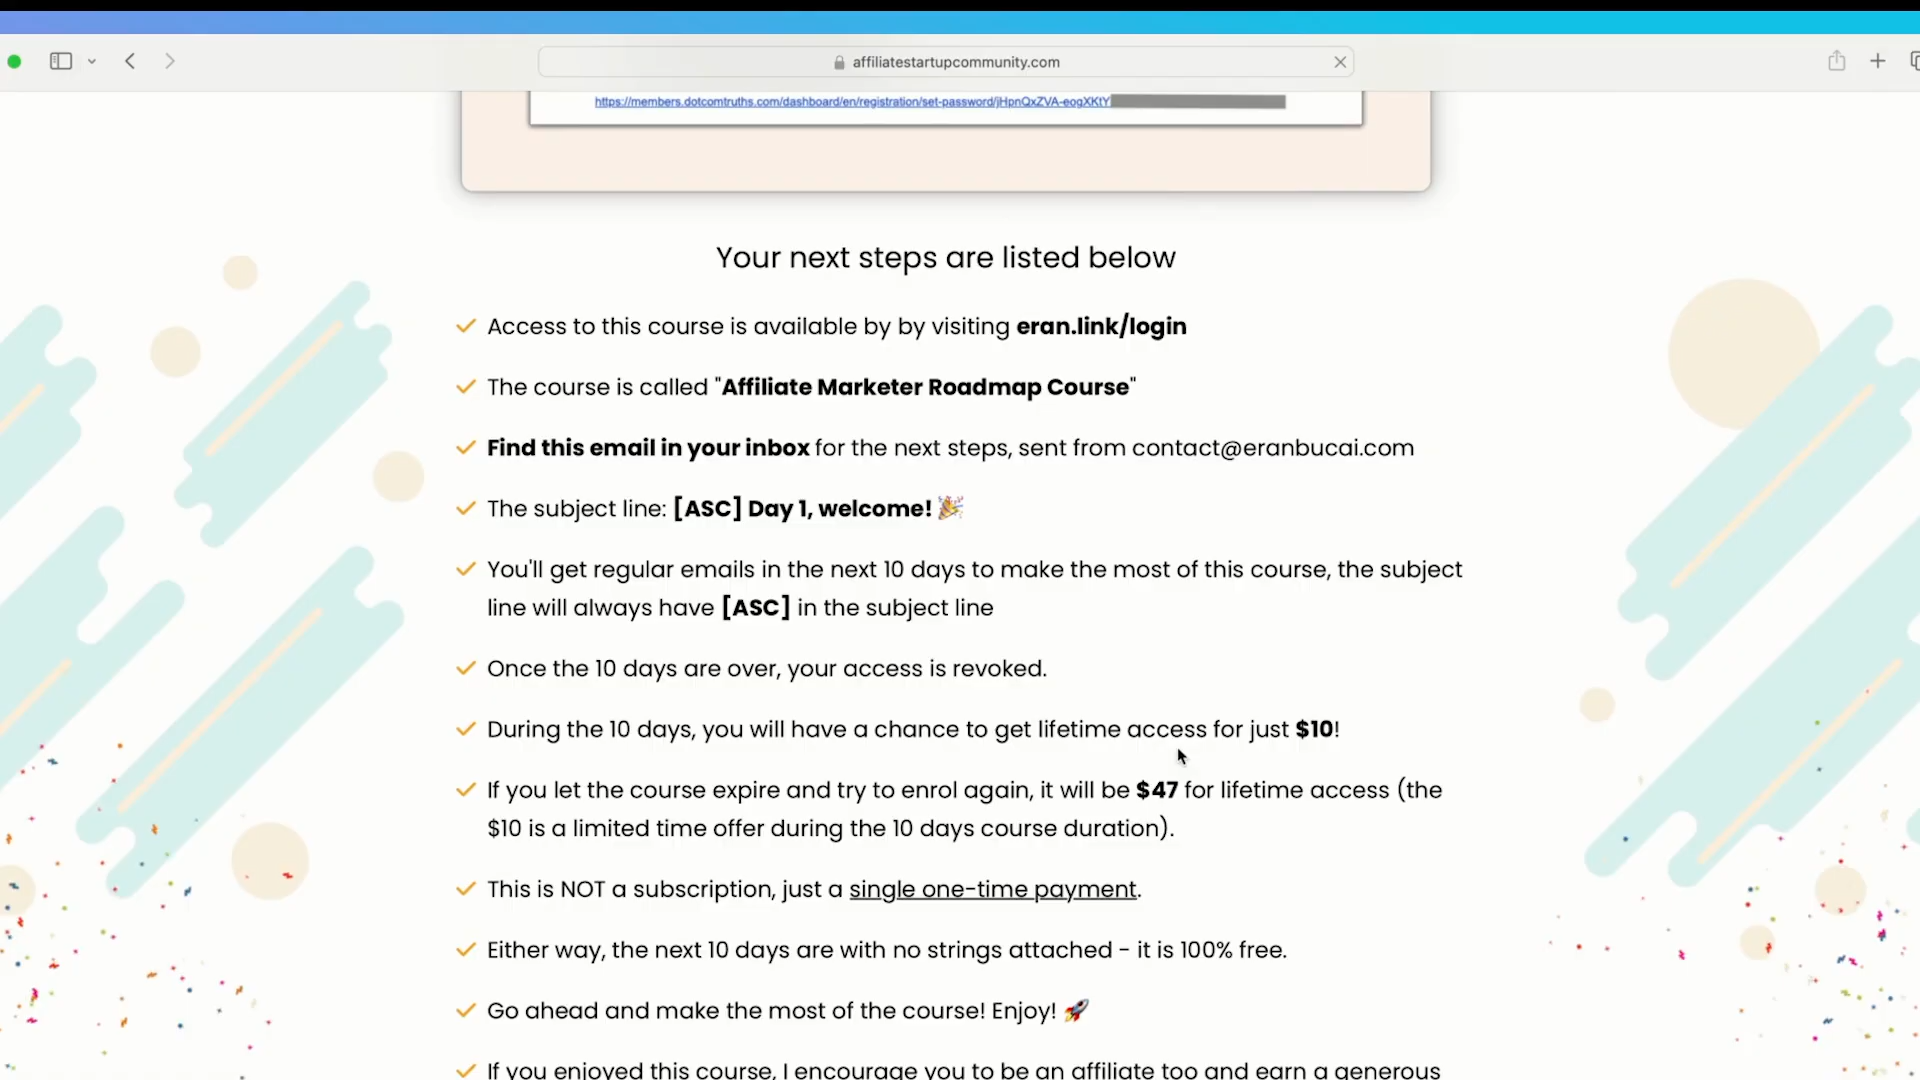 affiliatestartupcommunity.com
https://members.dotcomtruths.com/dashboard/en/registration/set-password/jHpnQxZVA-eogXKtY
Your next steps are listed below
Access to this course is available by by visiting eran.link/login
The course is called "Affiliate Marketer Roadmap Course"
Find this email in your inbox for the next steps, sent from contact@eranbucai.com
The subject line: [ASC] Day 1, welcome! 🎉
You'll get regular emails in the next 10 days to make the most of this course, the subject
line will always have [ASC] in the subject line
Once the 10 days are over, your access is revoked.
During the 10 days, you will have a chance to get lifetime access for just $10!
If you let the course expire and try to enrol again, it will be $47 for lifetime access (the
$10 is a limited time offer during the 10 days course duration).
This is NOT a subscription, just a single one-time payment.
Either way, the next 10 days are with no strings attached - it is 100% free.
Go ahead and make the most of the course! Enjoy! 🚀
If you enjoyed this course, I encourage you to be an affiliate too and earn a generous